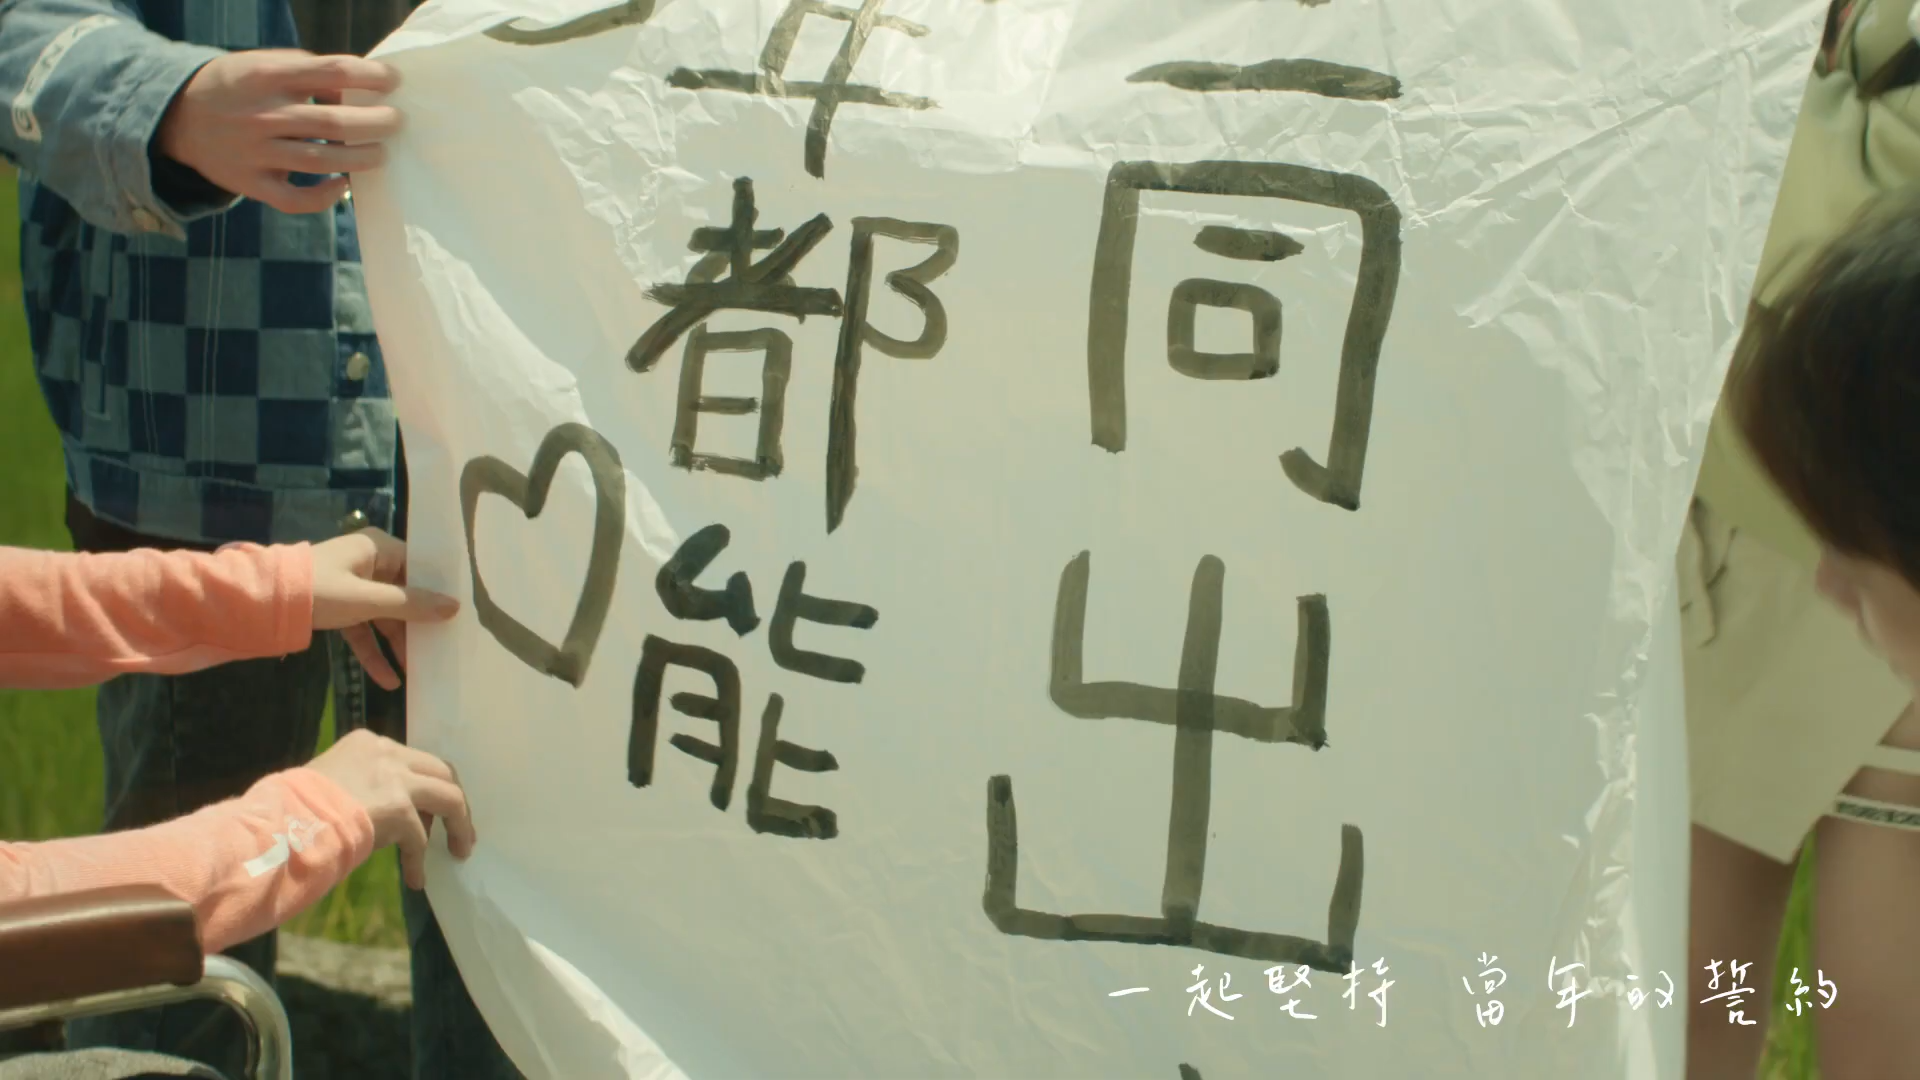 同出
年都能♡
一起堅持 當年的誓約